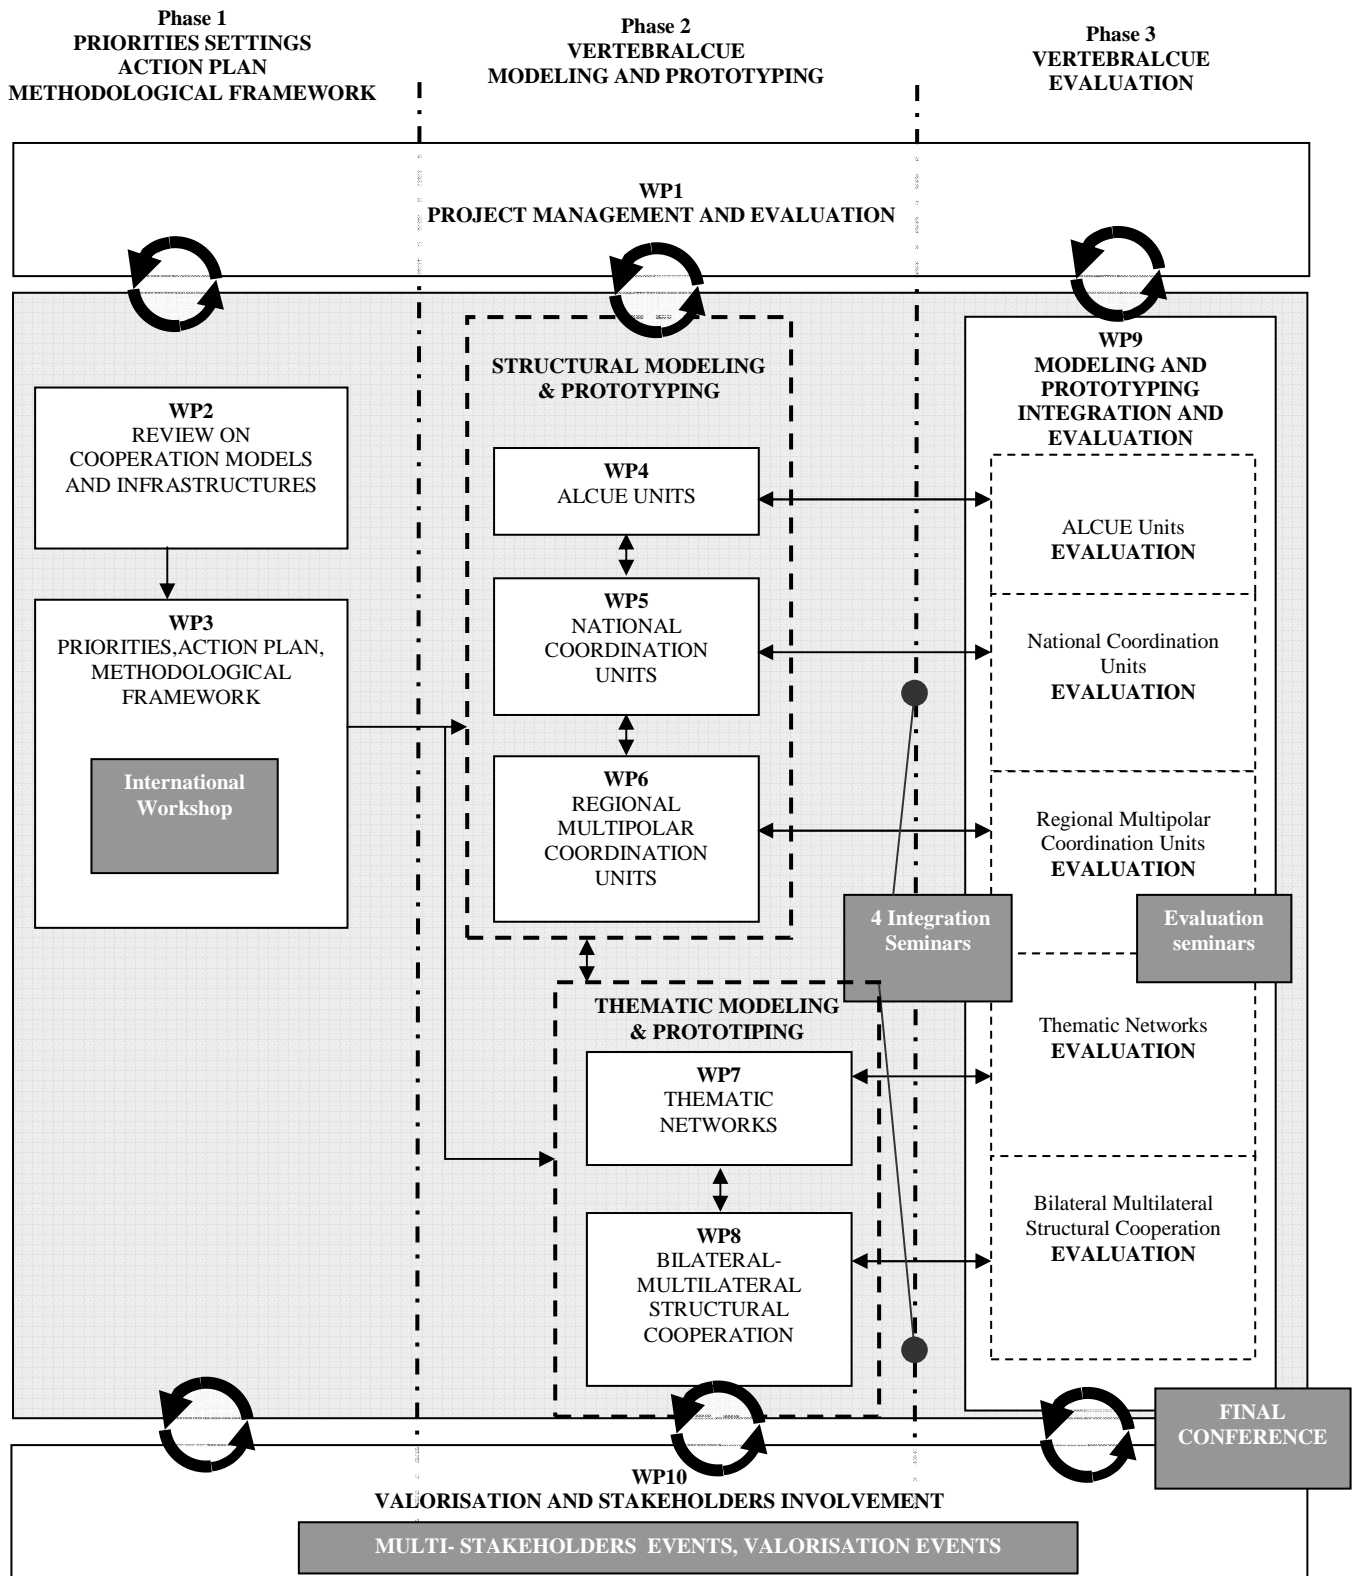 Phase 1
PRIORITIES SETTINGS
ACTION PLAN
METHODOLOGICAL FRAMEWORK
Phase 2
VERTEBRALCUE
MODELING AND PROTOTYPING
Phase 3
VERTEBRALCUE
EVALUATION
WP1
PROJECT MANAGEMENT AND EVALUATION
WP2
REVIEW ON
COOPERATION MODELS
AND INFRASTRUCTURES
WP3
PRIORITIES,ACTION PLAN,
METHODOLOGICAL
FRAMEWORK
International
Workshop
STRUCTURAL MODELING
& PROTOTYPING
WP4
ALCUE UNITS
WP5
NATIONAL
COORDINATION
UNITS
WP6
REGIONAL
MULTIPOLAR
COORDINATION
UNITS
4 Integration
Seminars
THEMATIC MODELING
& PROTOTIPING
WP7
THEMATIC
NETWORKS
WP8
BILATERAL-
MULTILATERAL
STRUCTURAL
COOPERATION
WP9
MODELING AND
PROTOTYPING
INTEGRATION AND
EVALUATION
ALCUE Units
EVALUATION
National Coordination
Units
EVALUATION
Regional Multipolar
Coordination Units
EVALUATION
Evaluation
seminars
Thematic Networks
EVALUATION
Bilateral Multilateral
Structural Cooperation
EVALUATION
FINAL
CONFERENCE
WP10
VALORISATION AND STAKEHOLDERS INVOLVEMENT
MULTI- STAKEHOLDERS EVENTS, VALORISATION EVENTS